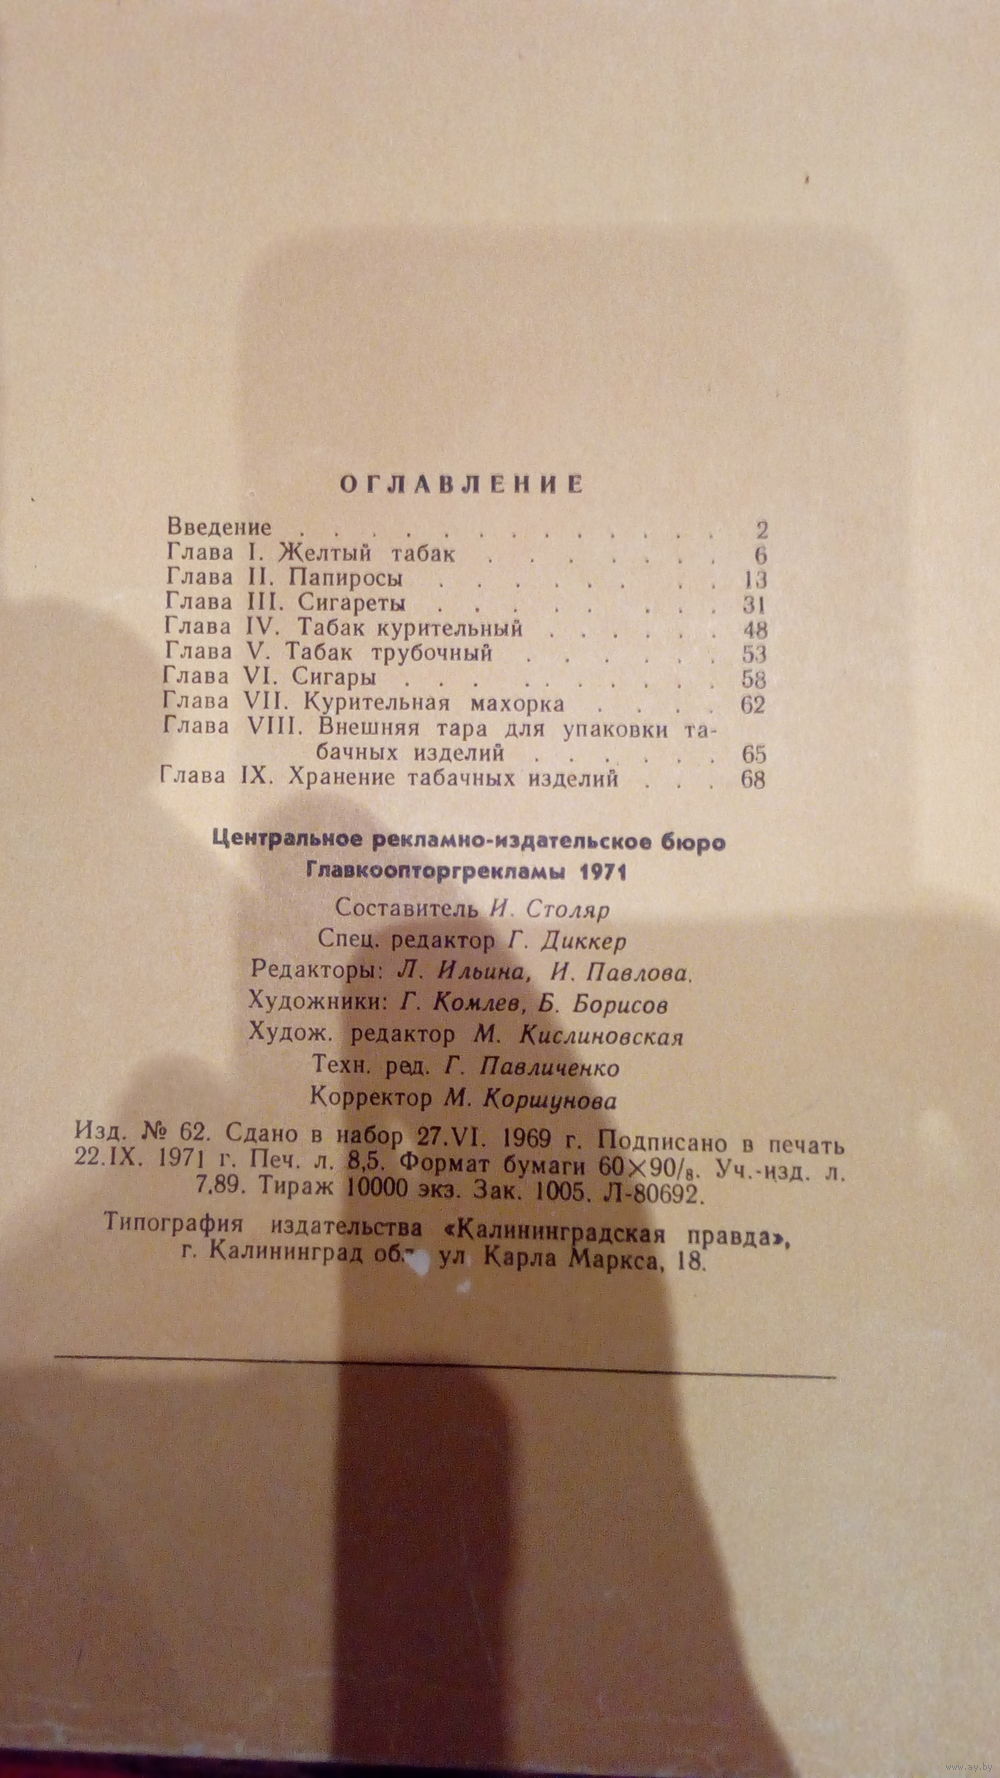 ОГЛАВЛЕНИЕ
Введение . . . . . . . . . . . . 2
Глава I. Желтый табак . . . . . . . 6
Глава II. Папиросы . . . . . . . . 13
Глава III. Сигареты . . . . . . . . 31
Глава IV. Табак курительный . . . . . 48
Глава V. Табак трубочный . . . . . . 53
Глава VI. Сигары . . . . . . . . . 58
Глава VII. Курительная махорка . . . . 62
Глава VIII. Внешняя тара для упаковки та-
бачных изделий . . . . . . 65
Глава IX. Хранение табачных изделий . . . 68
Центральное рекламно-издательское бюро
Главкоопторгрекламы 1971
Составитель И. Столяр
Спец. редактор Г. Диккер
Редакторы: Л. Ильина, И. Павлова.
Художники: Г. Комлев, Б. Борисов
Худож. редактор М. Кислиновская
Техн. ред. Г. Павличенко
Корректор М. Коршунова
Изд. № 62. Сдано в набор 27.VI. 1969 г. Подписано в печать
22.IX. 1971 г. Печ. л. 8,5. Формат бумаги 60×90/8. Уч.-изд. л.
7.89. Тираж 10000 экз. Зак. 1005. Л-80692.
Типография издательства «Калининградская правда»,
г. Калининград ул Карла Маркса, 18.
www.ay.by